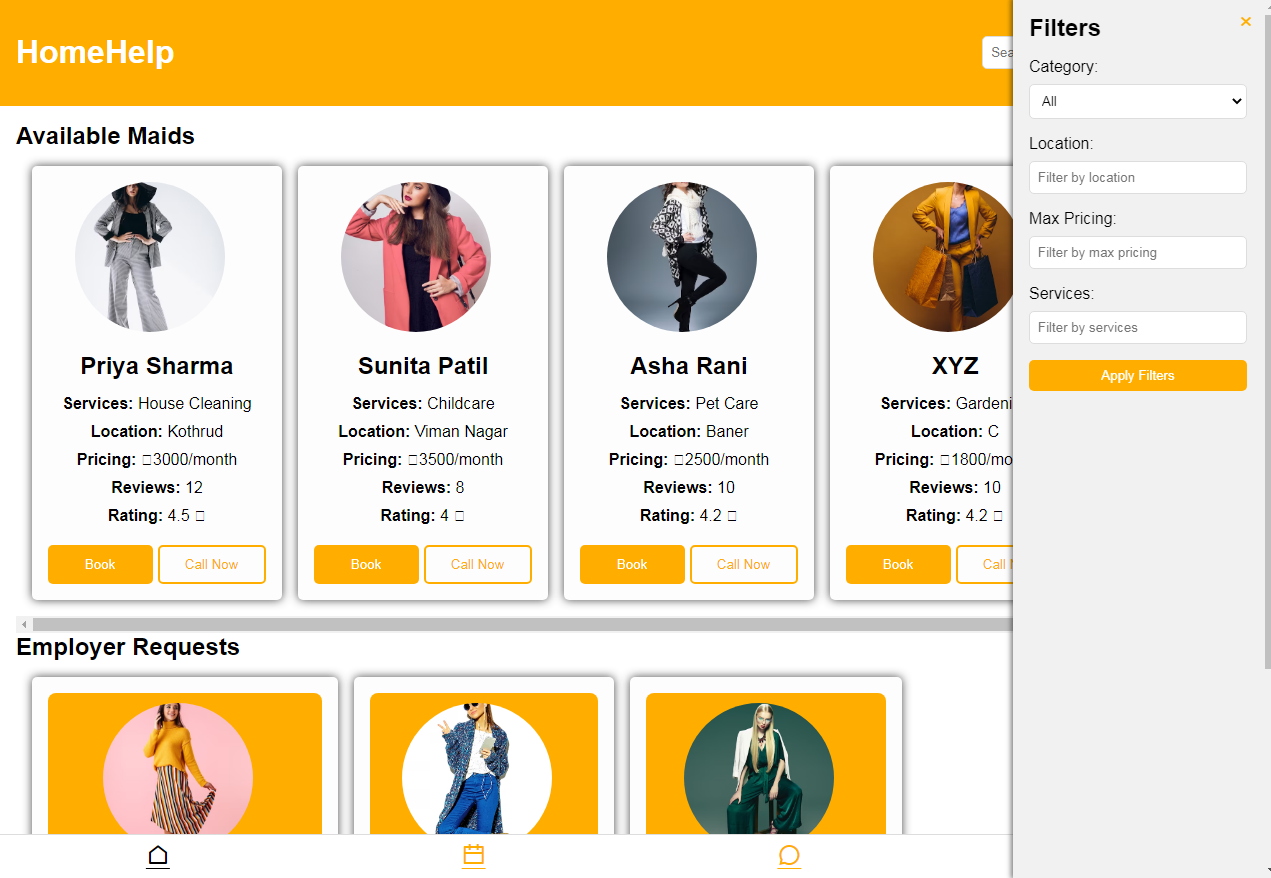 HomeHelp
Sea
Available Maids
Priya Sharma
Services: House Cleaning
Location: Kothrud
Pricing: 3000/month
Reviews: 12
Rating: 4.5
Book Call Now
Sunita Patil
Services: Childcare
Location: Viman Nagar
Pricing: 3500/month
Reviews: 8
Rating: 4
Book Call Now
Asha Rani
Services: Pet Care
Location: Baner
Pricing: 2500/month
Reviews: 10
Rating: 4.2
Book Call Now
XYZ
Services: Gardeni
Location: C
Pricing: 1800/mo
Reviews: 10
Rating: 4.2
Book Call
Employer Requests
Filters
Category:
All
Location:
Filter by location
Max Pricing:
Filter by max pricing
Services:
Filter by services
Apply Filters